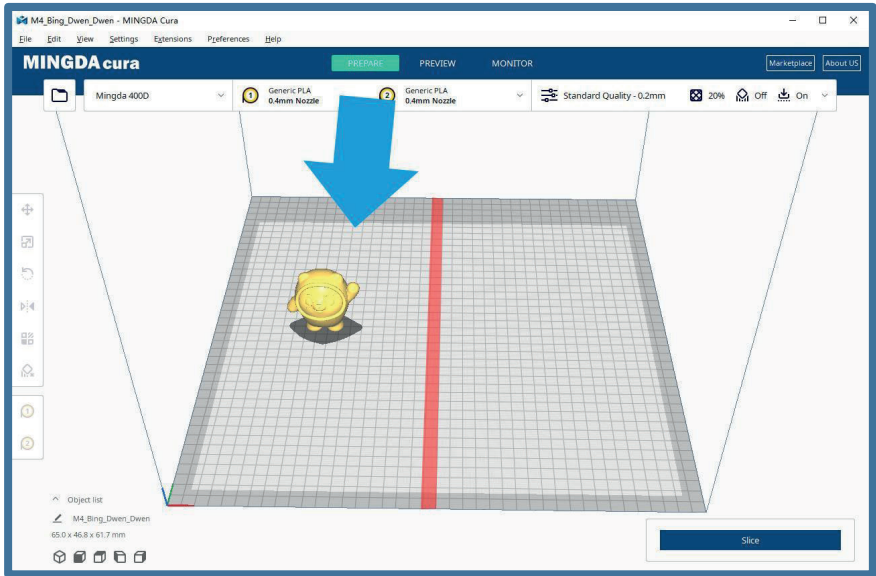 M4_Bing_Dwen_Dwen - MINGDA Cura
File Edit View Settings Extensions Preferences Help
MINGDA cura PREPARE PREVIEW MONITOR Marketplace About US
Mingda 400D 1 Generic PLA 2 Generic PLA Standard Quality - 0.2mm 20% Off On
0.4mm Nozzle 0.4mm Nozzle
1
2
Object list
M4_Bing_Dwen_Dwen
65.0 x 46.8 x 61.7 mm
Slice